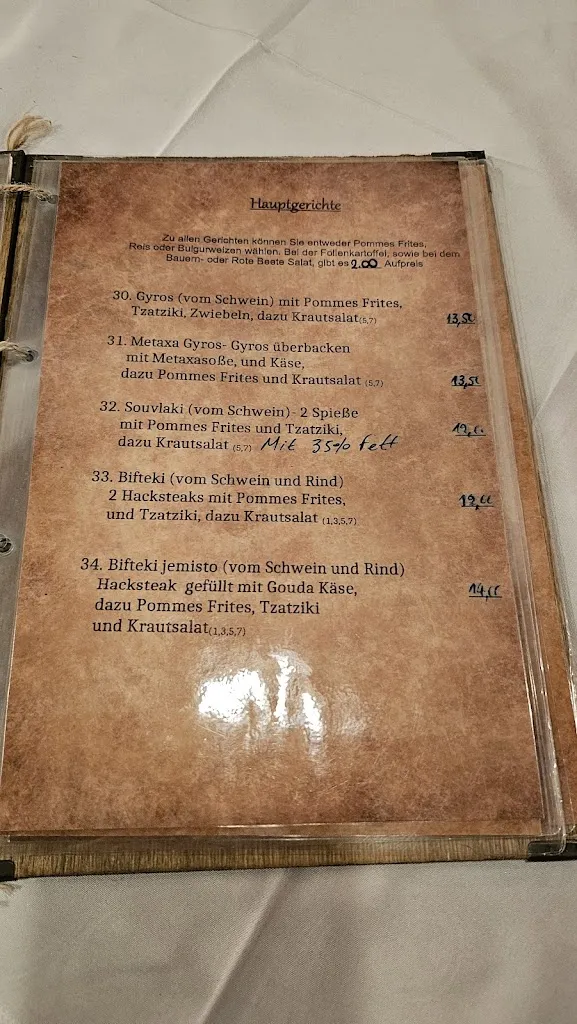 Hauptgerichte
Zu allen Gerichten können Sie entweder Pommes Frites,
Reis oder Bulgurweizen wählen. Bei der Folienkartoffel, sowie bei dem
Bauern- oder Rote Beete Salat, gibt es 2.00 Aufpreis
30. Gyros (vom Schwein) mit Pommes Frites,
Tzatziki, Zwiebeln, dazu Krautsalat(5,7) 13,50
31. Metaxa Gyros- Gyros überbacken
mit Metaxasoße, und Käse,
dazu Pommes Frites und Krautsalat (5,7) 13,50
32. Souvlaki (vom Schwein)- 2 Spieße
mit Pommes Frites und Tzatziki,
dazu Krautsalat (5,7) Mit 35% Fett
33. Bifteki (vom Schwein und Rind)
2 Hacksteaks mit Pommes Frites,
und Tzatziki, dazu Krautsalat (1,3,5,7)
34. Bifteki jemisto (vom Schwein und Rind)
Hacksteak gefüllt mit Gouda Käse,
dazu Pommes Frites, Tzatziki
und Krautsalat(1,3,5,7)